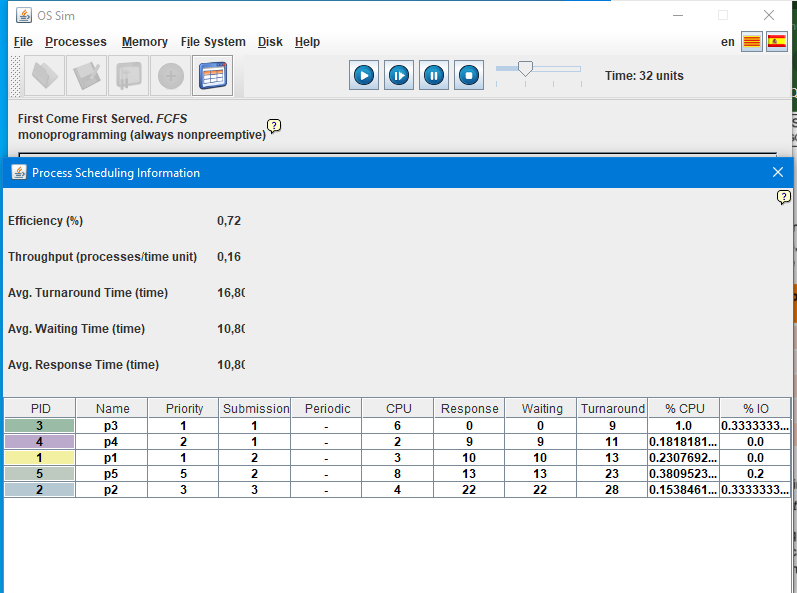 OS Sim
File Processes Memory File System Disk Help en
Time: 32 units
First Come First Served. FCFS
monoprogramming (always nonpreemptive)
Process Scheduling Information
Efficiency (%) 0,72
Throughput (processes/time unit) 0,16
Avg. Turnaround Time (time) 16,80
Avg. Waiting Time (time) 10,80
Avg. Response Time (time) 10,80
PID Name Priority Submission Periodic CPU Response Waiting Turnaround % CPU % IO
3 p3 1 1 - 6 0 0 9 1.0 0.3333333...
4 p4 2 1 - 2 9 9 11 0.1818181... 0.0
1 p1 1 2 - 3 10 10 13 0.2307692... 0.0
5 p5 5 2 - 8 13 13 23 0.3809523... 0.2
2 p2 3 3 - 4 22 22 28 0.1538461... 0.3333333...